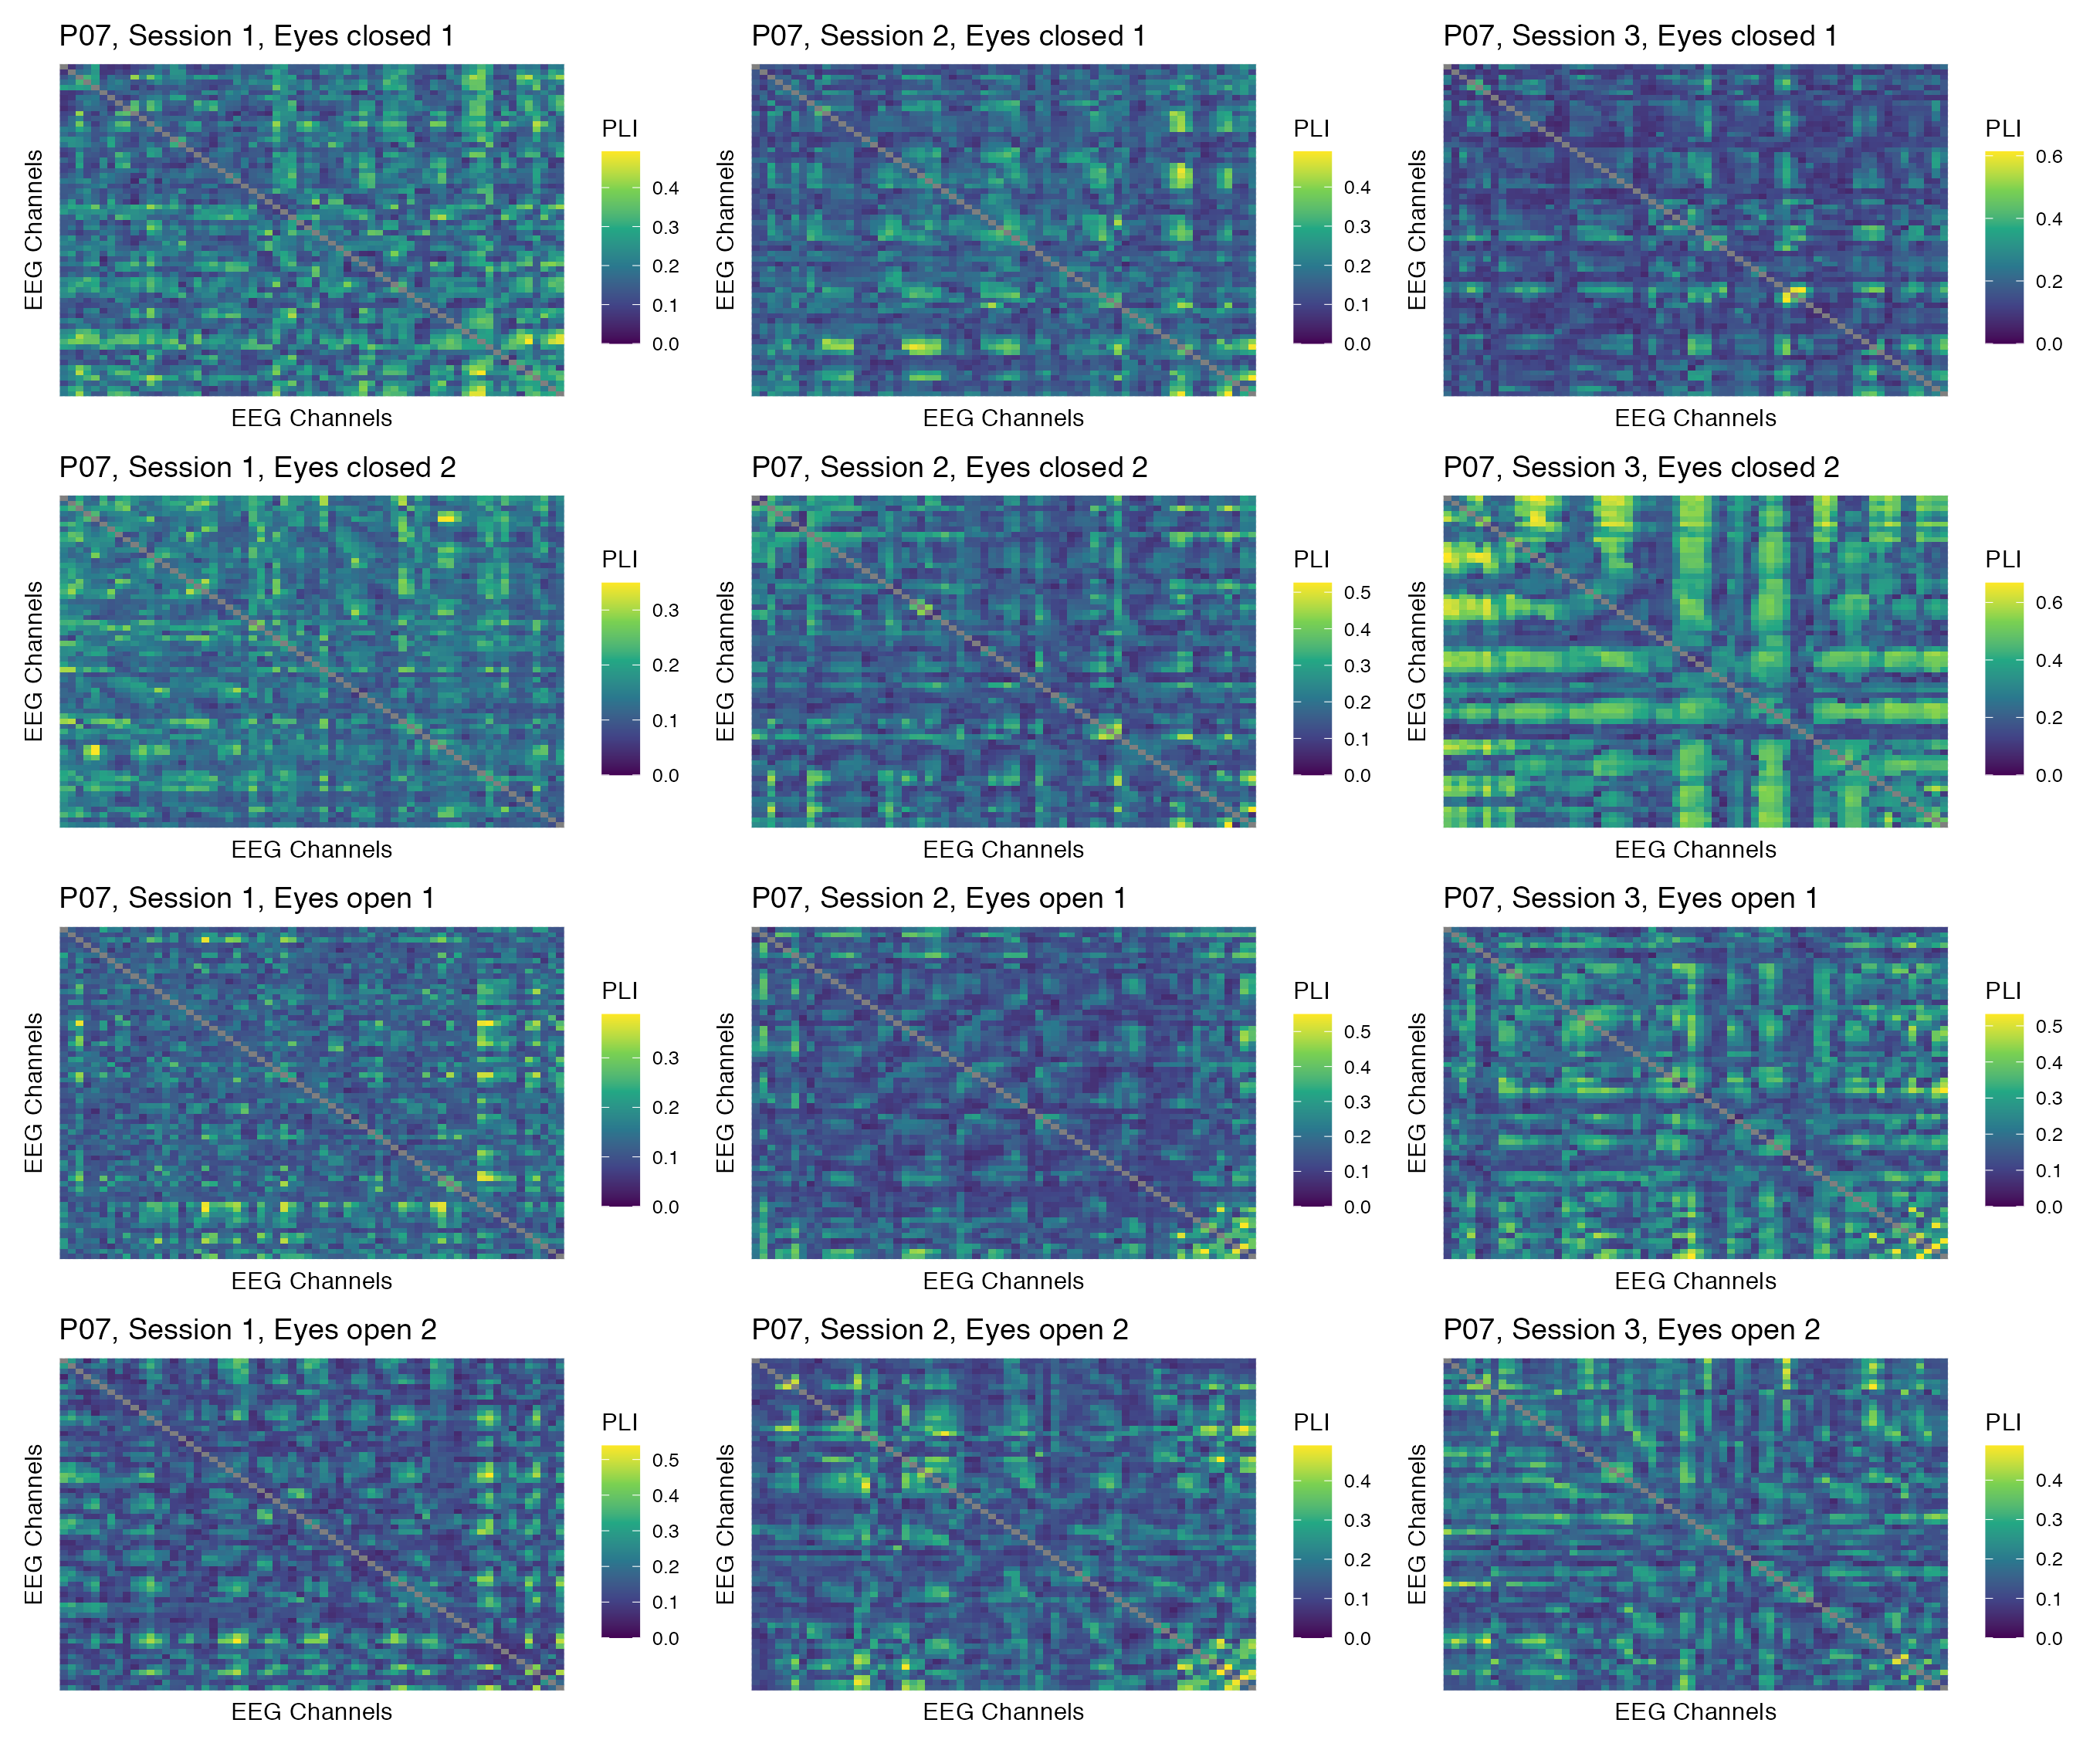 P07, Session 1, Eyes closed 1
EEG Channels
EEG Channels
PLI
0.4
0.3
0.2
0.1
0.0
P07, Session 2, Eyes closed 1
EEG Channels
EEG Channels
PLI
0.4
0.3
0.2
0.1
0.0
P07, Session 3, Eyes closed 1
EEG Channels
EEG Channels
PLI
0.6
0.4
0.2
0.0
P07, Session 1, Eyes closed 2
EEG Channels
EEG Channels
PLI
0.3
0.2
0.1
0.0
P07, Session 2, Eyes closed 2
EEG Channels
EEG Channels
PLI
0.5
0.4
0.3
0.2
0.1
0.0
P07, Session 3, Eyes closed 2
EEG Channels
EEG Channels
PLI
0.6
0.4
0.2
0.0
P07, Session 1, Eyes open 1
EEG Channels
EEG Channels
PLI
0.3
0.2
0.1
0.0
P07, Session 2, Eyes open 1
EEG Channels
EEG Channels
PLI
0.5
0.4
0.3
0.2
0.1
0.0
P07, Session 3, Eyes open 1
EEG Channels
EEG Channels
PLI
0.5
0.4
0.3
0.2
0.1
0.0
P07, Session 1, Eyes open 2
EEG Channels
EEG Channels
PLI
0.5
0.4
0.3
0.2
0.1
0.0
P07, Session 2, Eyes open 2
EEG Channels
EEG Channels
PLI
0.4
0.3
0.2
0.1
0.0
P07, Session 3, Eyes open 2
EEG Channels
EEG Channels
PLI
0.4
0.3
0.2
0.1
0.0